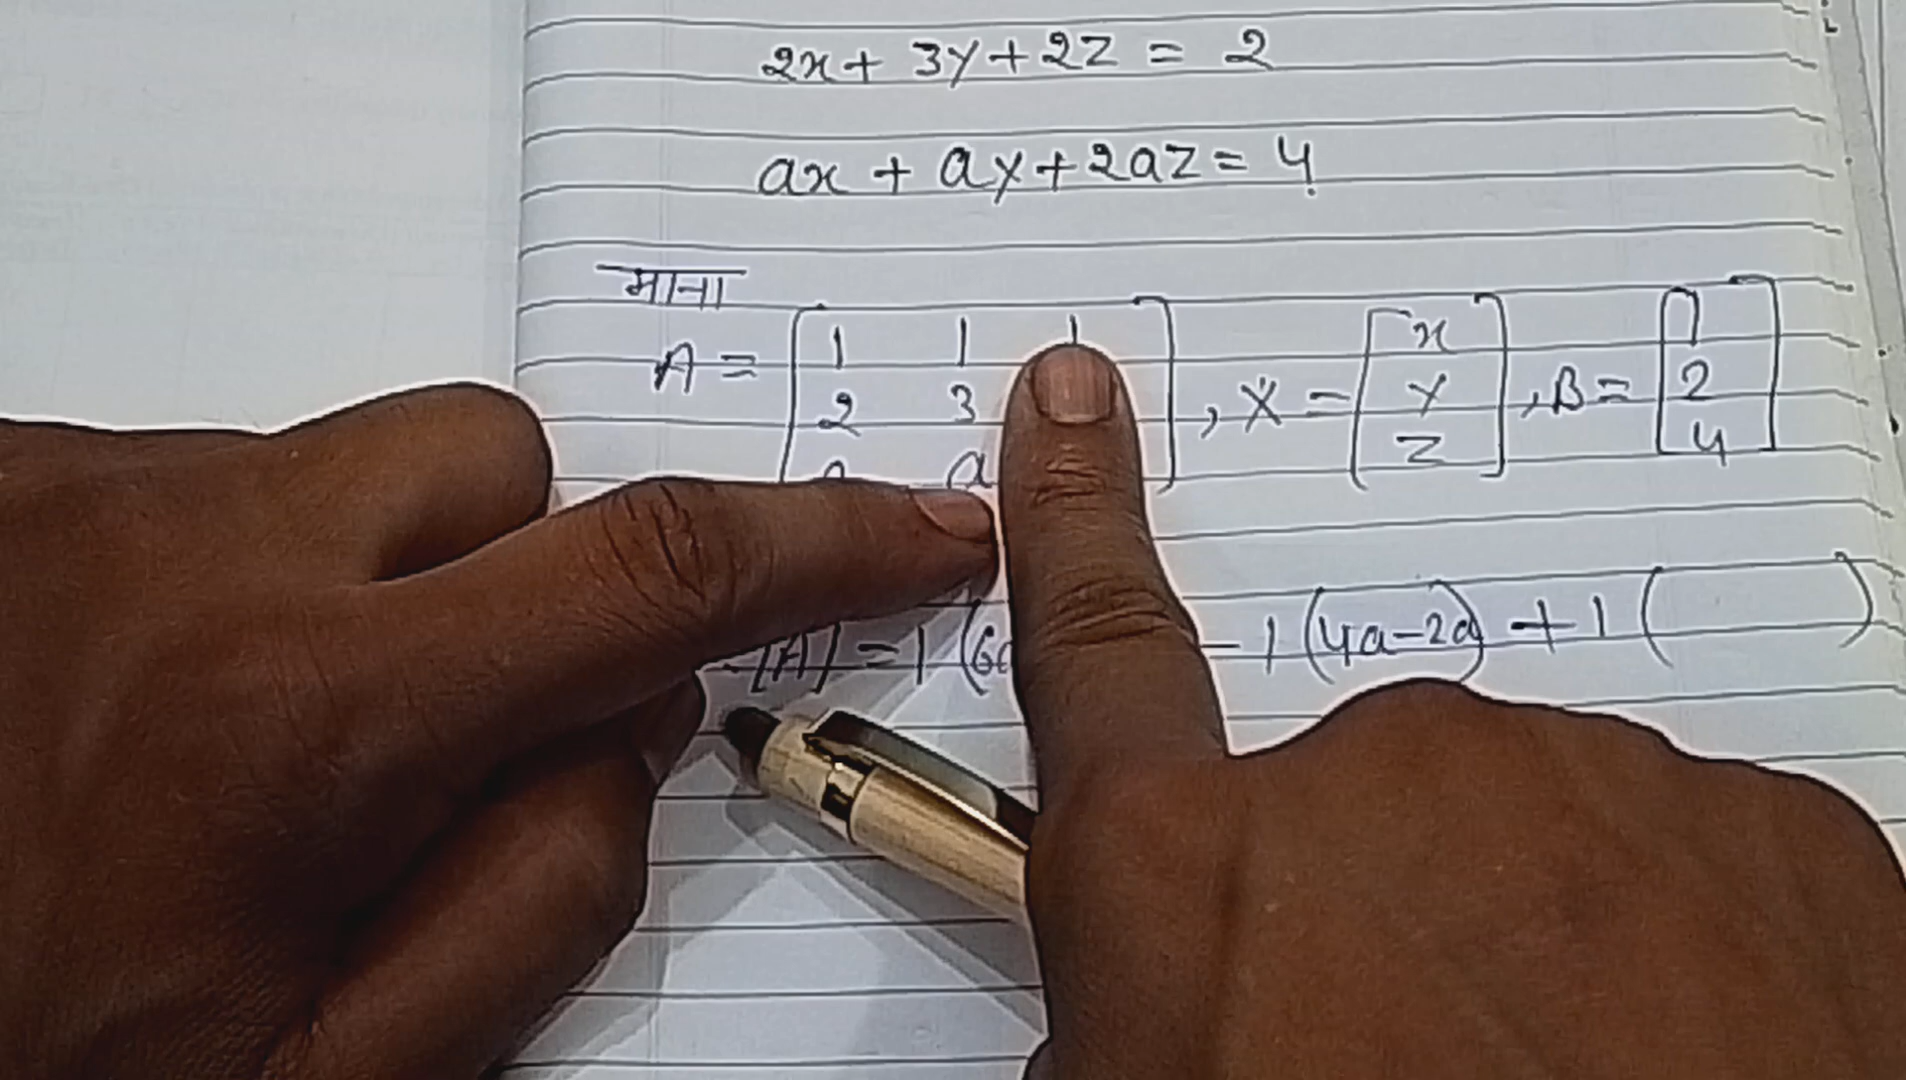 2x + 3y + 2z = 2
ax + ay + 2az = 4
माना
A = [1 1 1
2 3
a], X = [x
y
z], B = [1
2
4]
|A| = 1(6a - 1(4a-2a) + 1( )